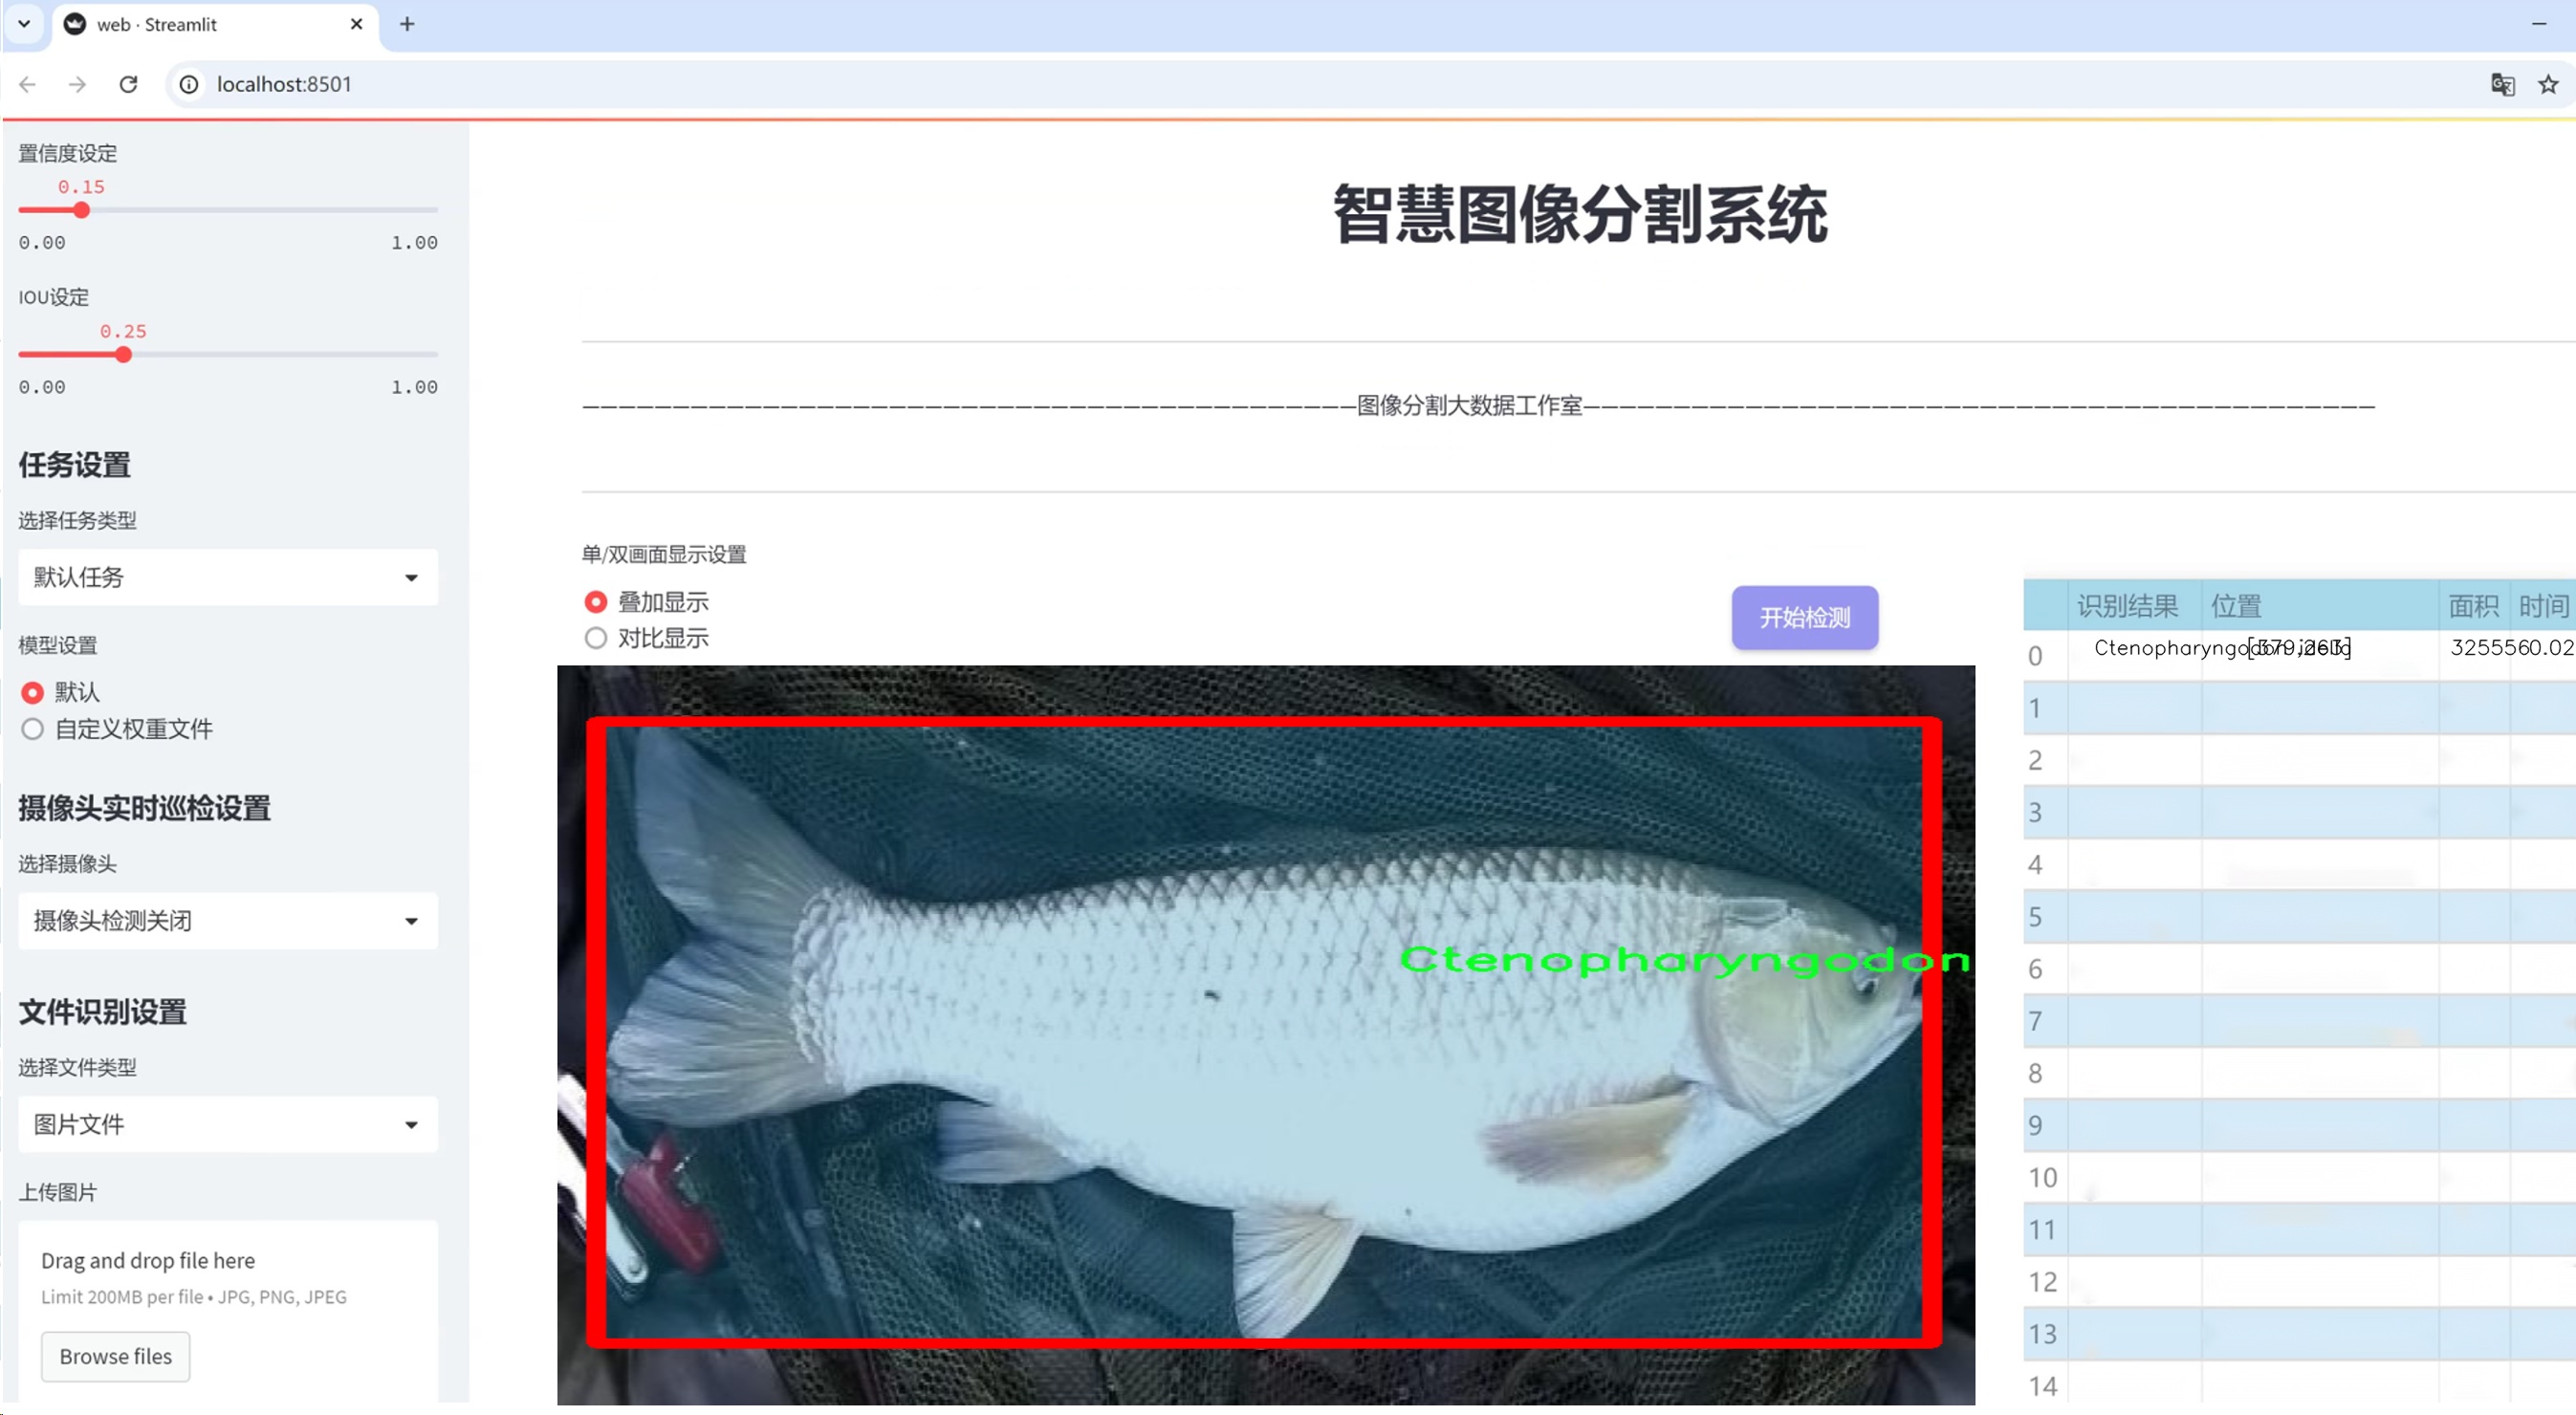 web · Streamlit
localhost:8501
置信度设定
0.15
0.00 1.00
IOU设定
0.25
0.00 1.00
任务设置
选择任务类型
默认任务
模型设置
默认
自定义权重文件
摄像头实时巡检设置
选择摄像头
摄像头检测关闭
文件识别设置
选择文件类型
图片文件
上传图片
Drag and drop file here
Limit 200MB per file • JPG, PNG, JPEG
Browse files
智慧图像分割系统
———————————————————————————————————————————图像分割大数据工作室————————————————————————————————————————————
单/双画面显示设置
叠加显示
对比显示
开始检测
Ctenopharyngodon
识别结果 位置 面积 时间
0 3255560.02
1
2
3
4
5
6
7
8
9
10
11
12
13
14